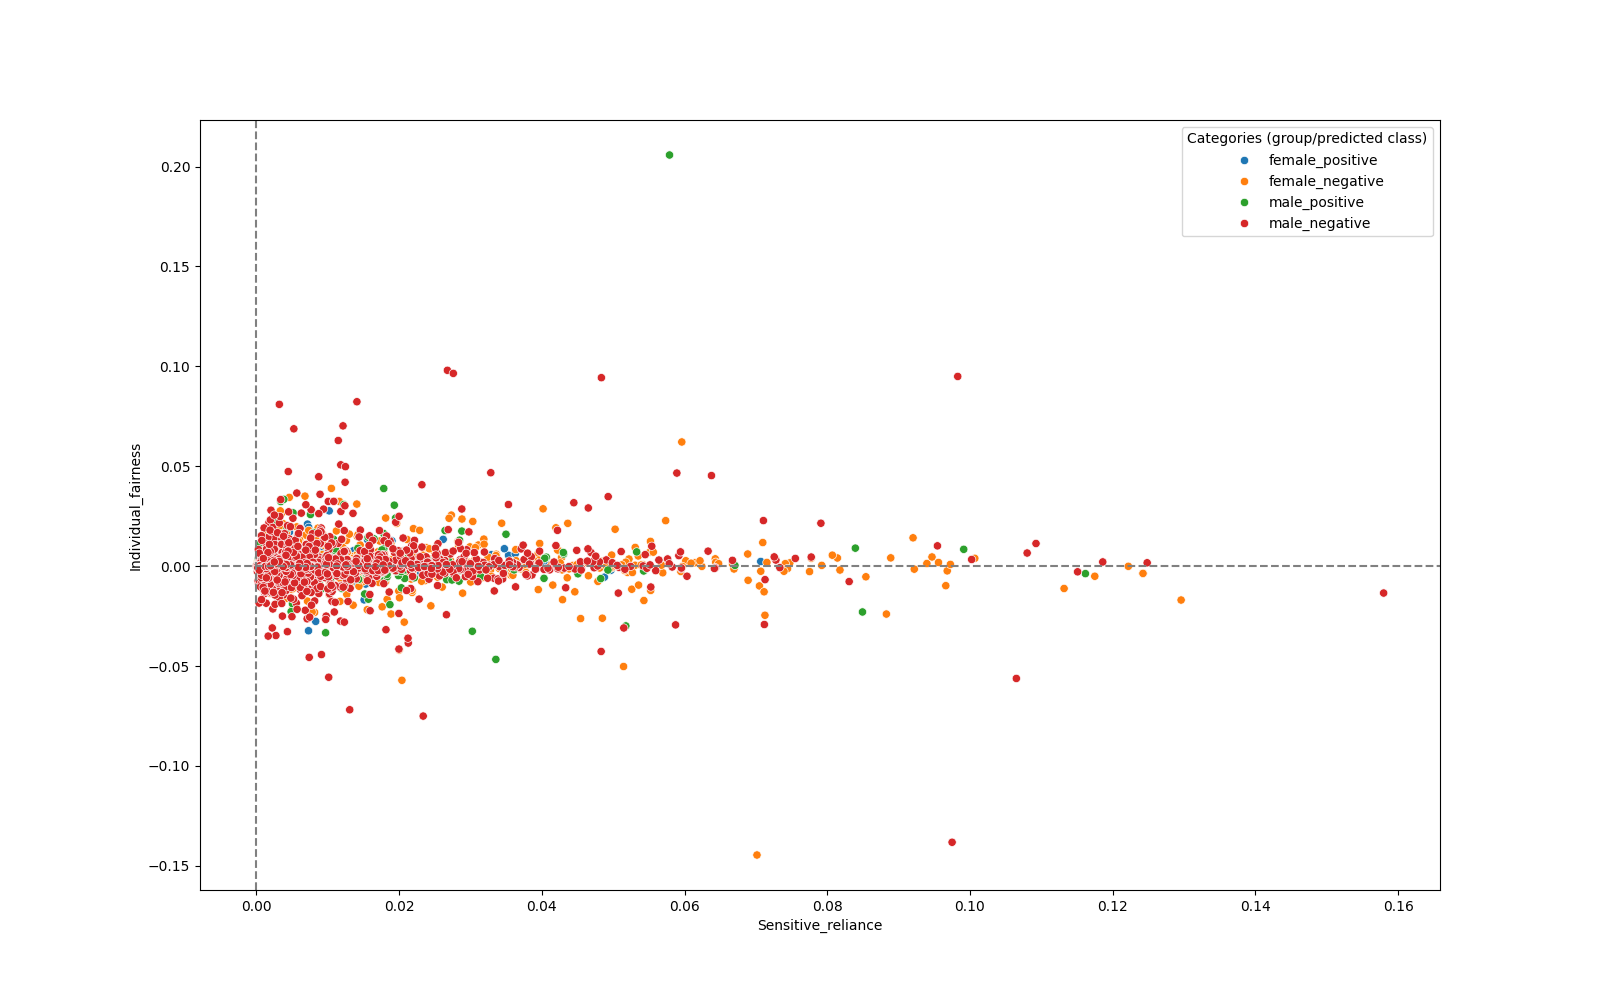 Categories (group/predicted class)
female_positive
female_negative
male_positive
male_negative
Individual_fairness
0.20
0.15
0.10
0.05
0.00
−0.05
−0.10
−0.15
0.00 0.02 0.04 0.06 0.08 0.10 0.12 0.14 0.16
Sensitive_reliance